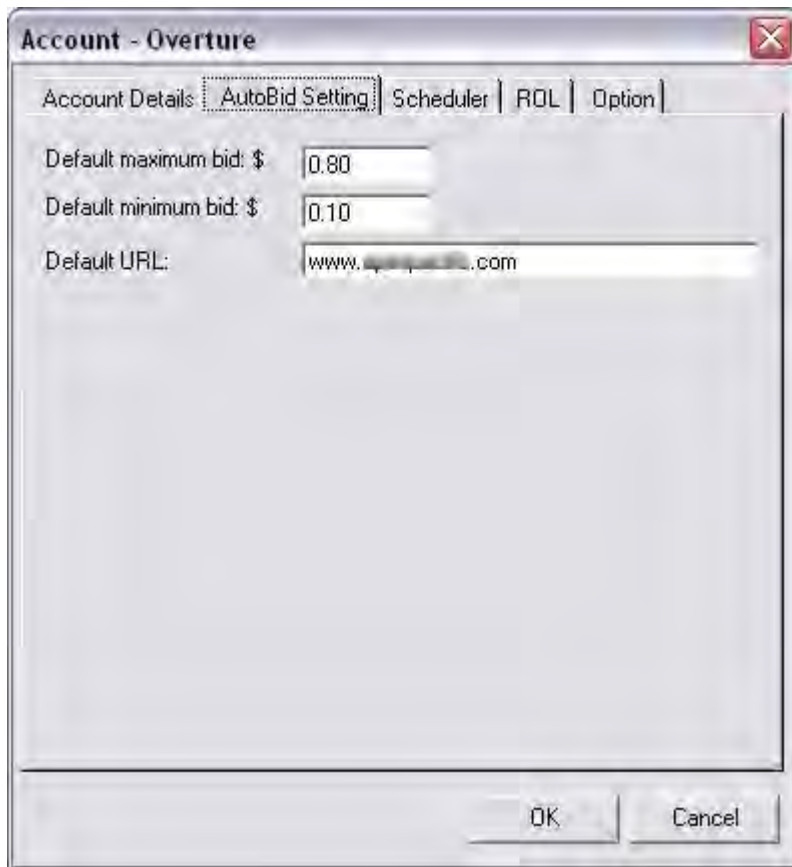 Account - Overture
Account Details AutoBid Setting Scheduler ROL Option
Default maximum bid: $ 0.80
Default minimum bid: $ 0.10
Default URL: www. .com
OK Cancel